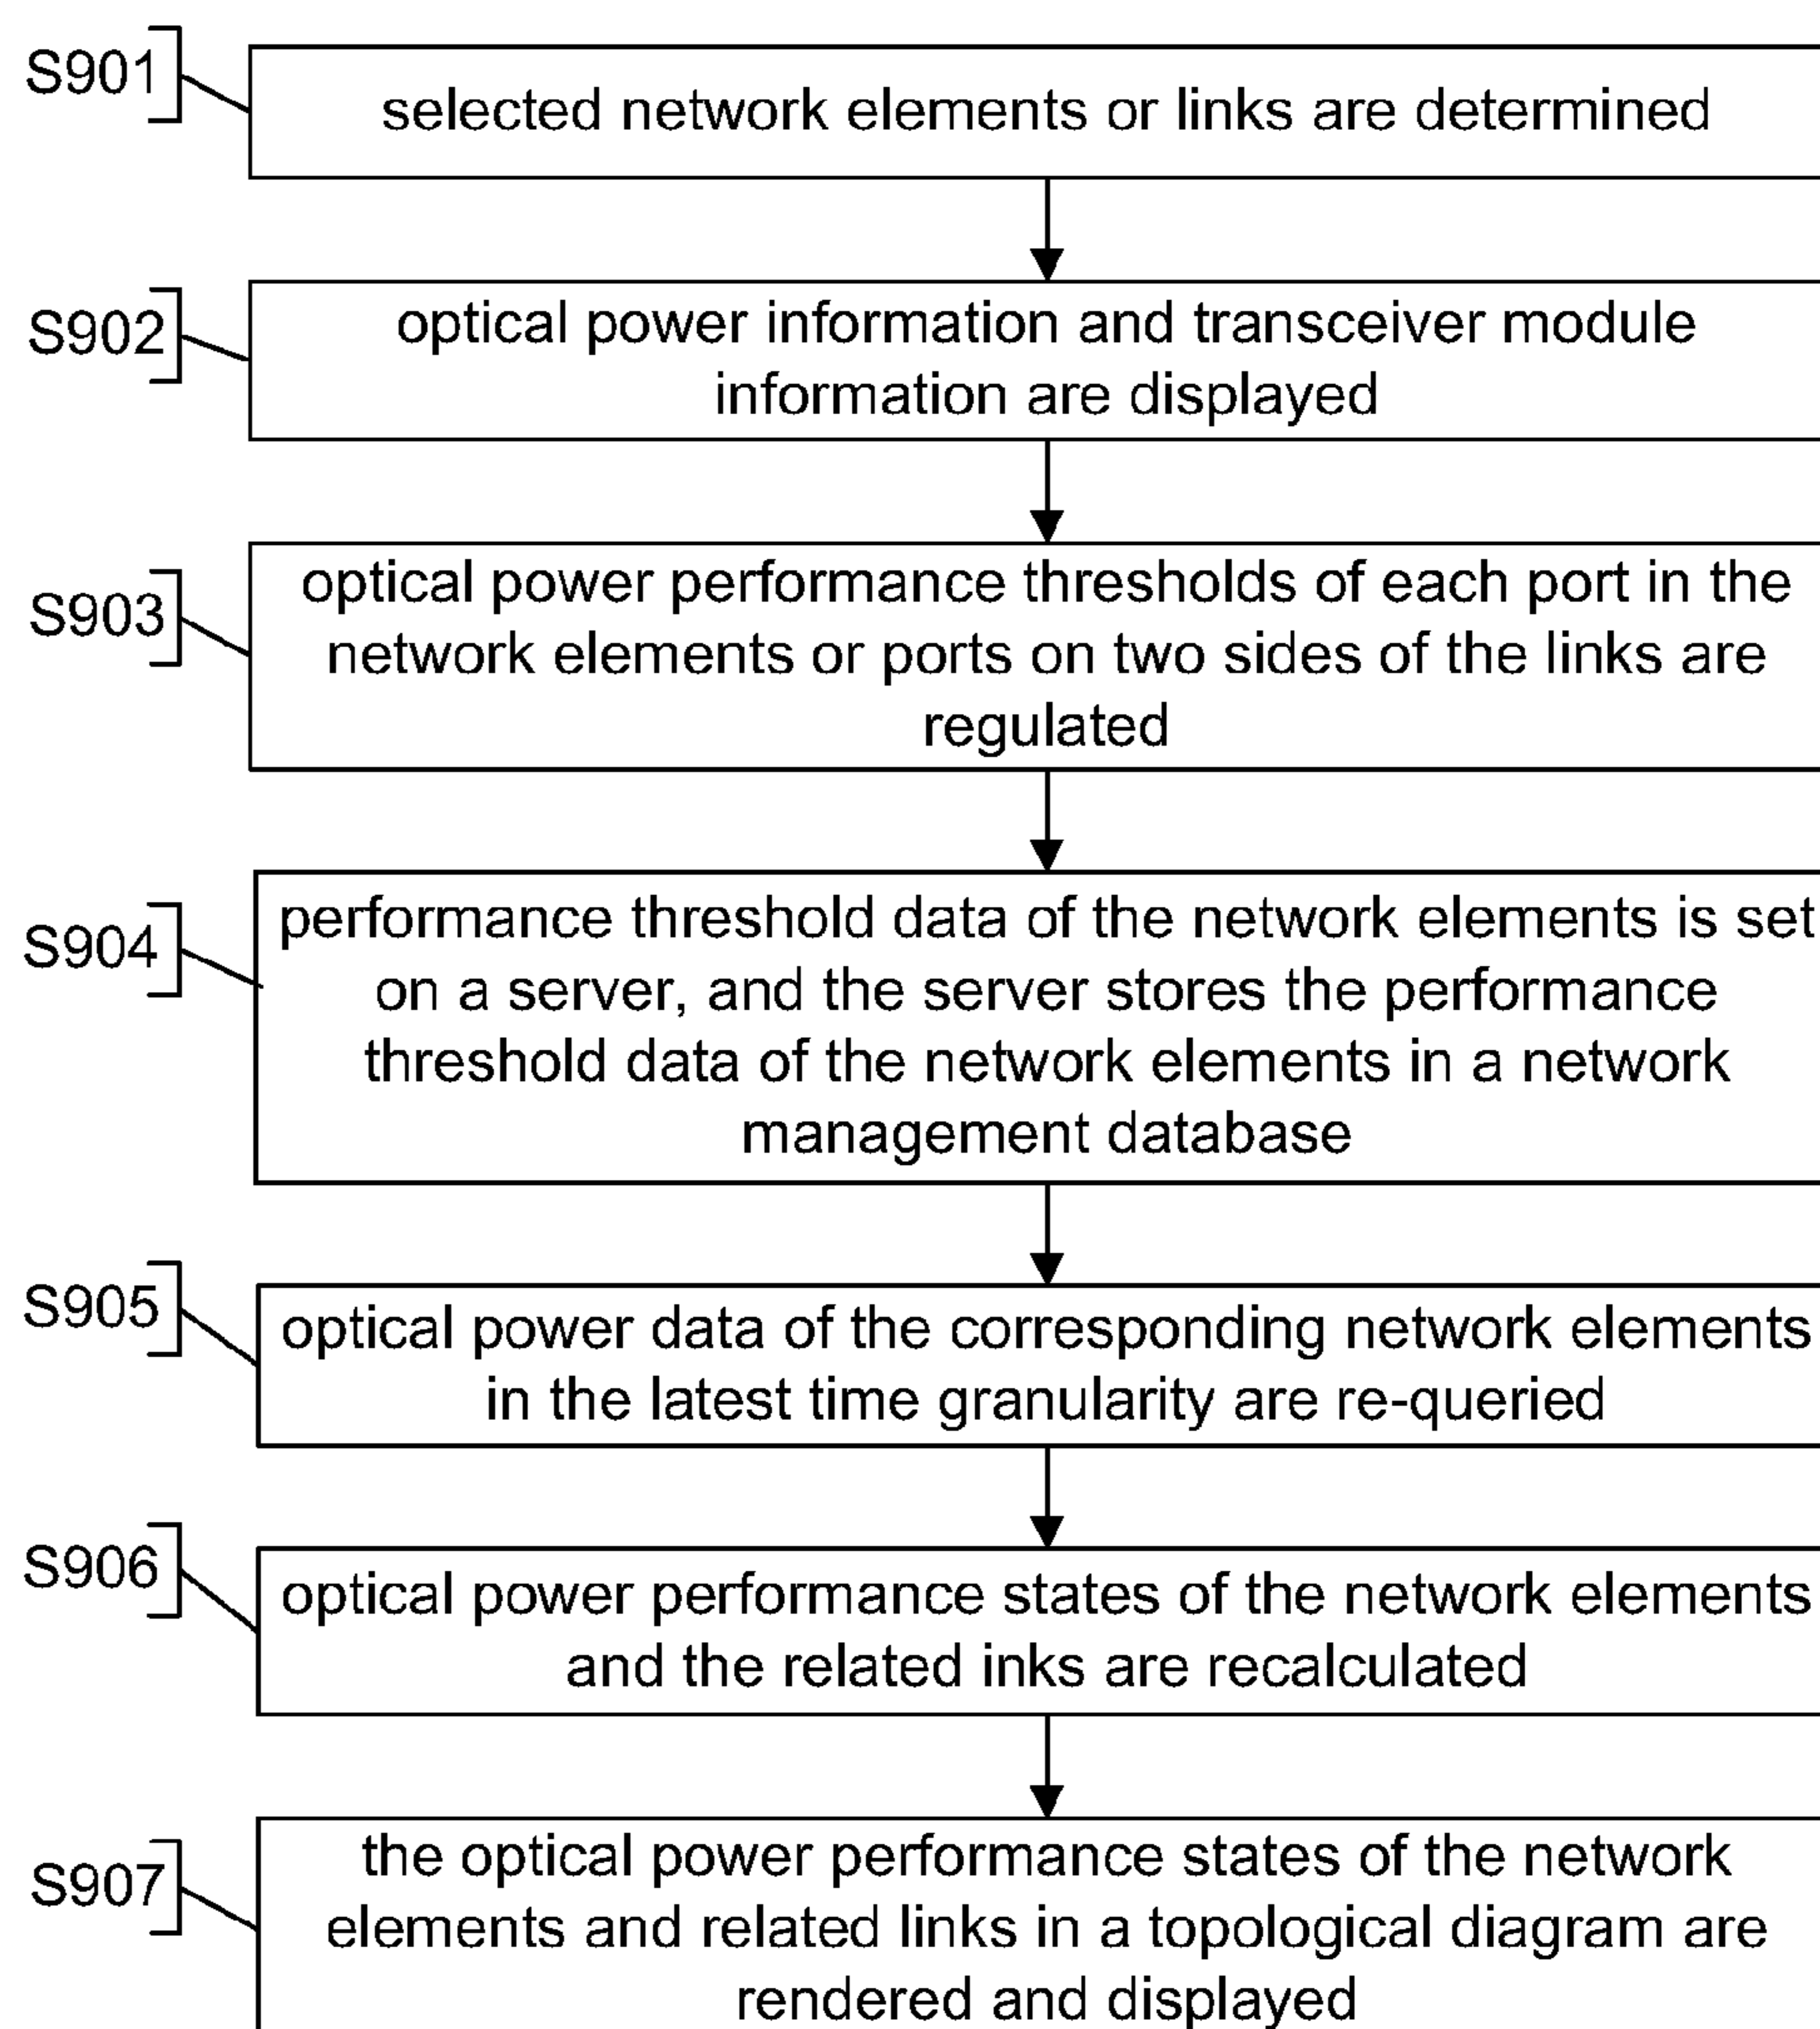 S901
selected network elements or links are determined
S902
optical power information and transceiver module
information are displayed
S903
optical power performance thresholds of each port in the
network elements or ports on two sides of the links are
regulated
S904
performance threshold data of the network elements is set
on a server, and the server stores the performance
threshold data of the network elements in a network
management database
S905
optical power data of the corresponding network elements
in the latest time granularity are re-queried
S906
optical power performance states of the network elements
and the related inks are recalculated
S907
the optical power performance states of the network
elements and related links in a topological diagram are
rendered and displayed